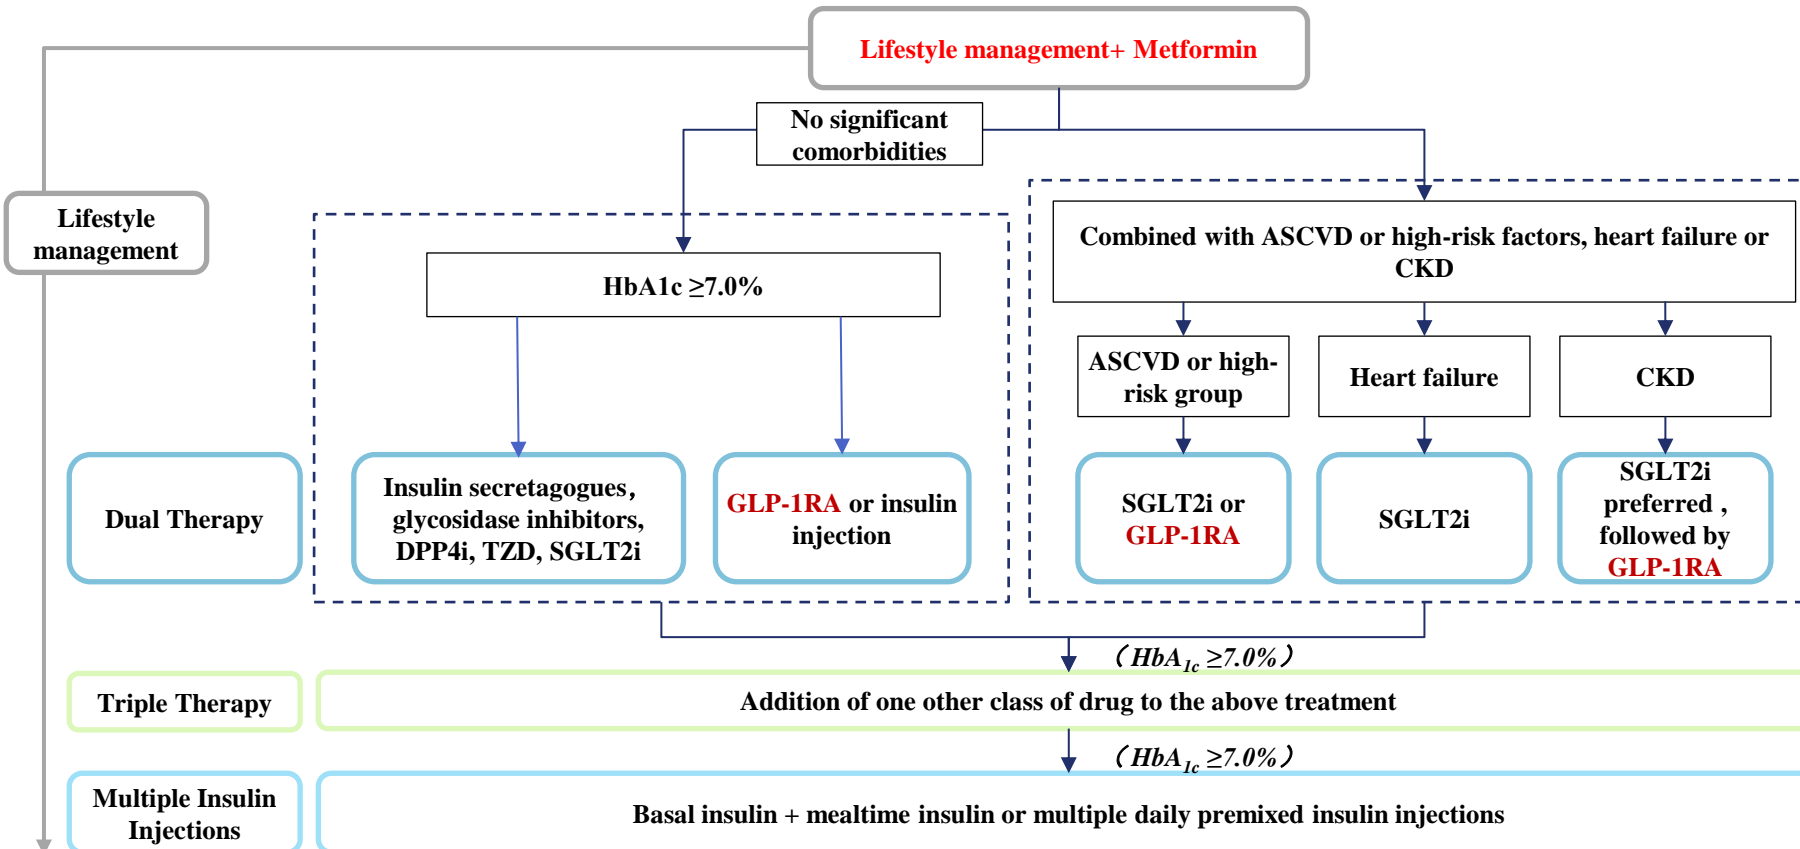 Lifestyle management+ Metformin
No significant
comorbidities
Lifestyle
management
HbA1c ≥7.0%
Combined with ASCVD or high-risk factors, heart failure or
CKD
ASCVD or high-
risk group
Heart failure
CKD
Dual Therapy
Insulin secretagogues,
glycosidase inhibitors,
DPP4i, TZD, SGLT2i
GLP-1RA or insulin
injection
SGLT2i or
GLP-1RA
SGLT2i
SGLT2i
preferred ,
followed by
GLP-1RA
（HbA1c ≥7.0%）
Triple Therapy
Addition of one other class of drug to the above treatment
（HbA1c ≥7.0%）
Multiple Insulin
Injections
Basal insulin + mealtime insulin or multiple daily premixed insulin injections